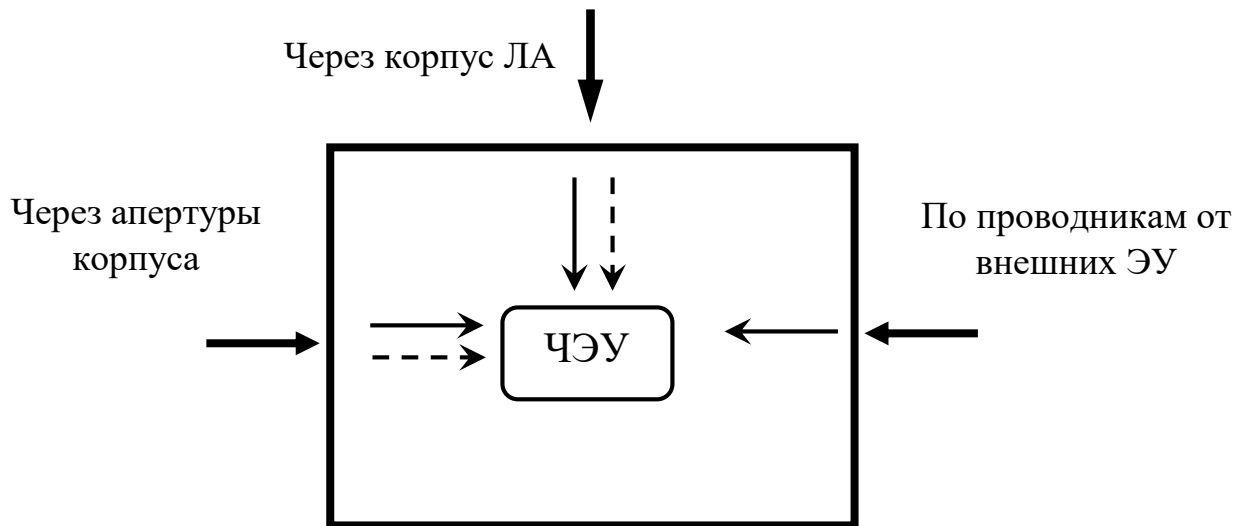 Через корпус ЛА
Через апертуры
корпуса
По проводникам от
внешних ЭУ
ЧЭУ